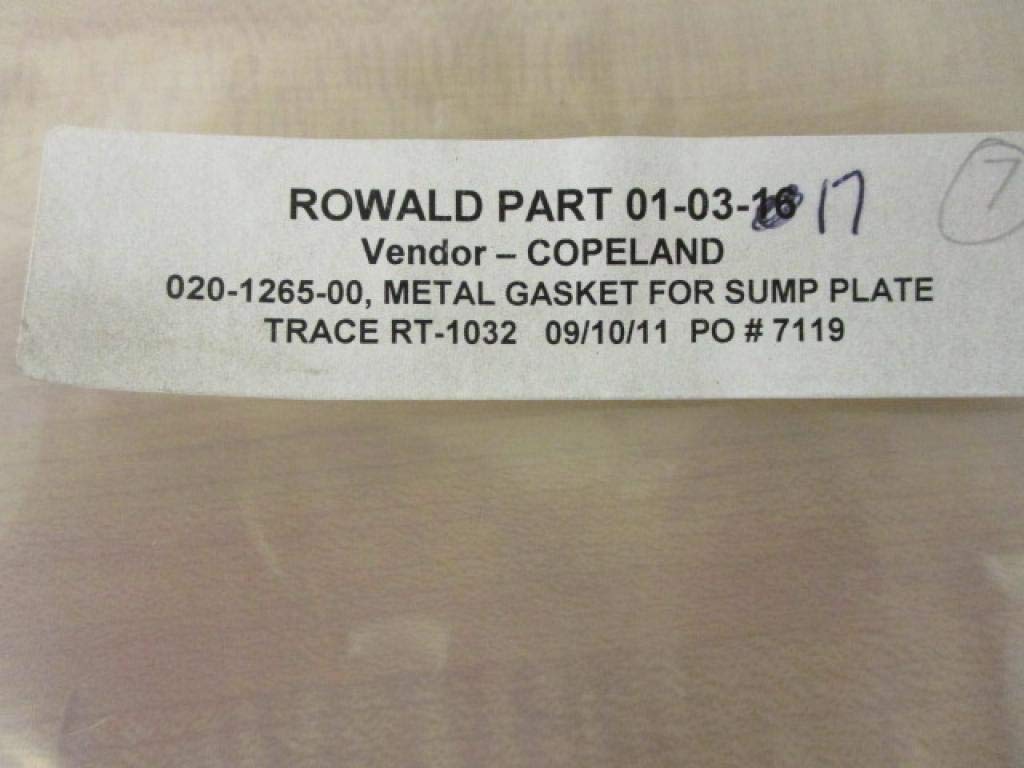 ROWALD PART 01-03-16 17 7
Vendor – COPELAND
020-1265-00, METAL GASKET FOR SUMP PLATE
TRACE RT-1032 09/10/11 PO # 7119